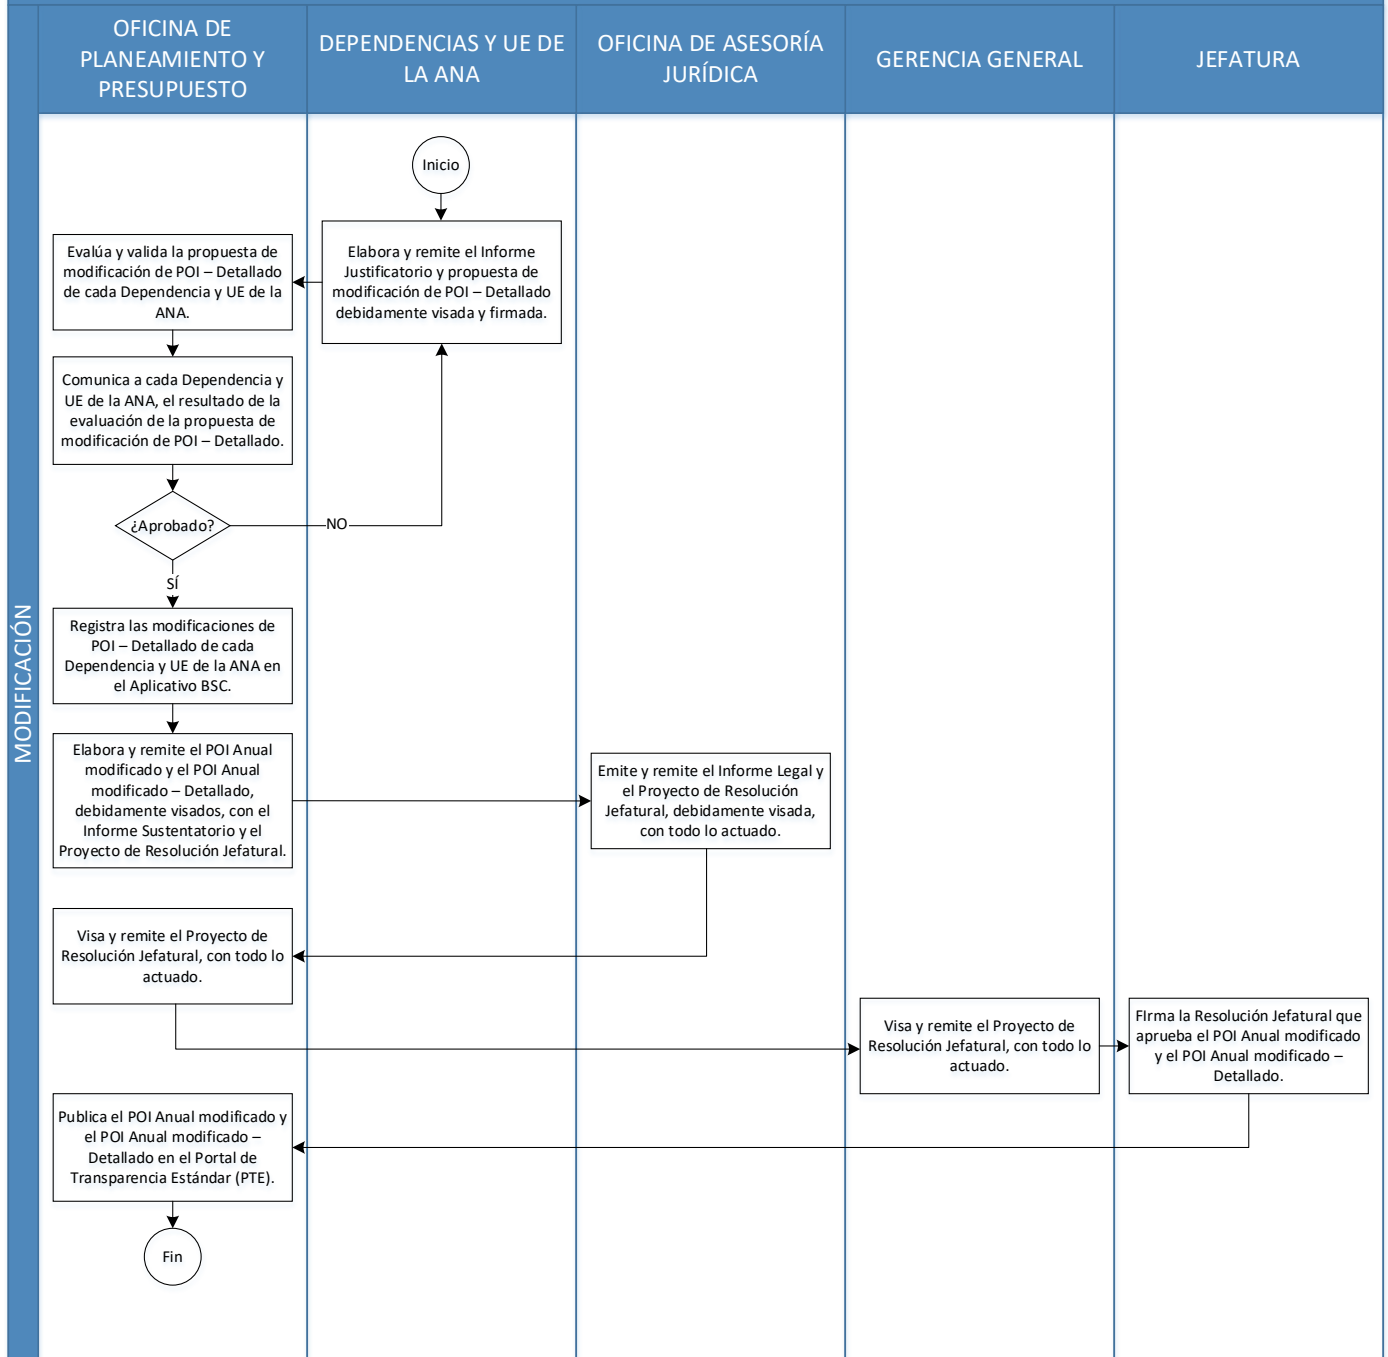 OFICINA DE
PLANEAMIENTO Y
PRESUPUESTO
DEPENDENCIAS Y UE DE
LA ANA
OFICINA DE ASESORÍA
JURÍDICA
GERENCIA GENERAL
JEFATURA
MODIFICACIÓN
Inicio
Elabora y remite el Informe
Justificatorio y propuesta de
modificación de POI – Detallado
debidamente visada y firmada.
Evalúa y valida la propuesta de
modificación de POI – Detallado
de cada Dependencia y UE de la
ANA.
Comunica a cada Dependencia y
UE de la ANA, el resultado de la
evaluación de la propuesta de
modificación de POI – Detallado.
¿Aprobado?
NO
SÍ
Registra las modificaciones de
POI – Detallado de cada
Dependencia y UE de la ANA en
el Aplicativo BSC.
Elabora y remite el POI Anual
modificado y el POI Anual
modificado – Detallado,
debidamente visados, con el
Informe Sustentatorio y el
Proyecto de Resolución Jefatural.
Emite y remite el Informe Legal y
el Proyecto de Resolución
Jefatural, debidamente visada,
con todo lo actuado.
Visa y remite el Proyecto de
Resolución Jefatural, con todo lo
actuado.
Visa y remite el Proyecto de
Resolución Jefatural, con todo lo
actuado.
FIrma la Resolución Jefatural que
aprueba el POI Anual modificado
y el POI Anual modificado –
Detallado.
Publica el POI Anual modificado y
el POI Anual modificado –
Detallado en el Portal de
Transparencia Estándar (PTE).
Fin